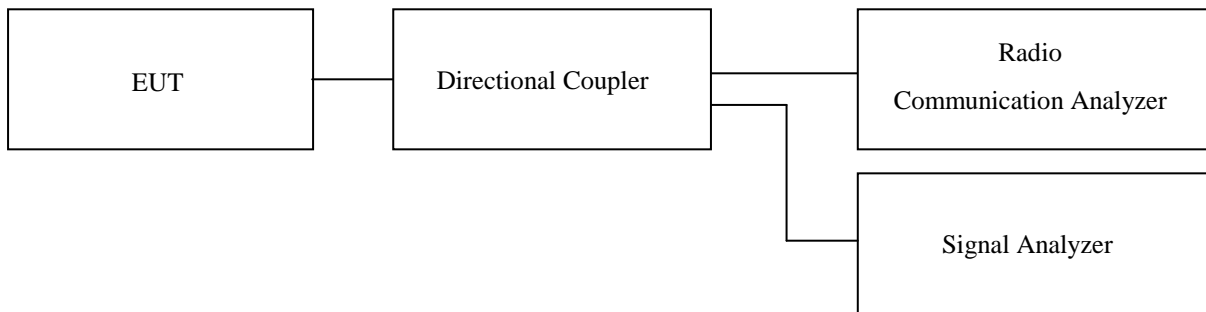 EUT
Directional Coupler
Radio
Communication Analyzer
Signal Analyzer